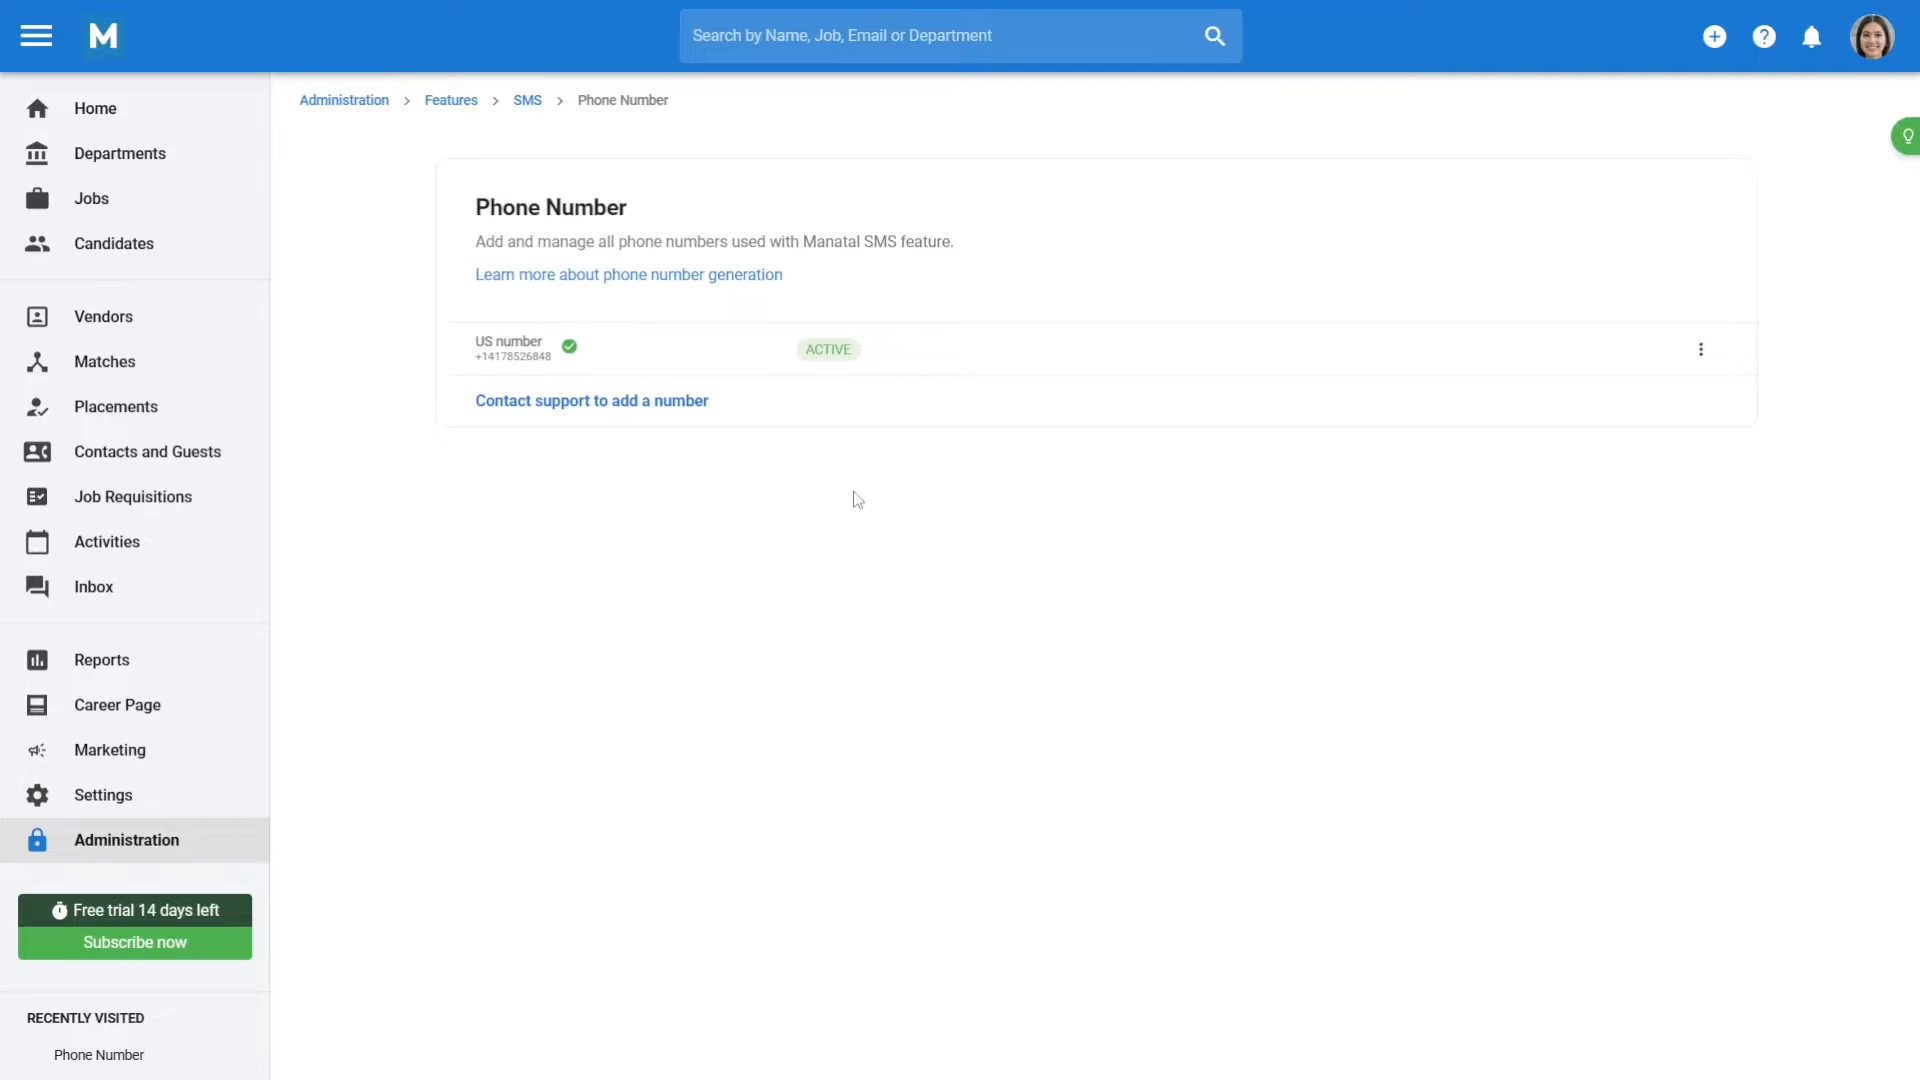 M
Search by Name, Job, Email or Department
Home
Departments
Jobs
Candidates
Vendors
Matches
Placements
Contacts and Guests
Job Requisitions
Activities
Inbox
Reports
Career Page
Marketing
Settings
Administration
Free trial 14 days left
Subscribe now
RECENTLY VISITED
Phone Number
Administration > Features > SMS > Phone Number
Phone Number
Add and manage all phone numbers used with Manatal SMS feature.
Learn more about phone number generation
US number
+14178526848
ACTIVE
Contact support to add a number